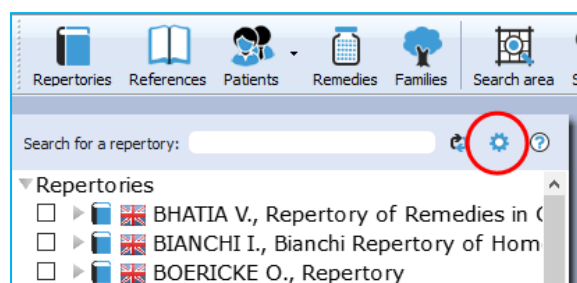 Repertories References Patients Remedies Families Search area
Search for a repertory:
Repertories
BHATIA V., Repertory of Remedies in
BIANCHI I., Bianchi Repertory of Hom
BOERICKE O., Repertory